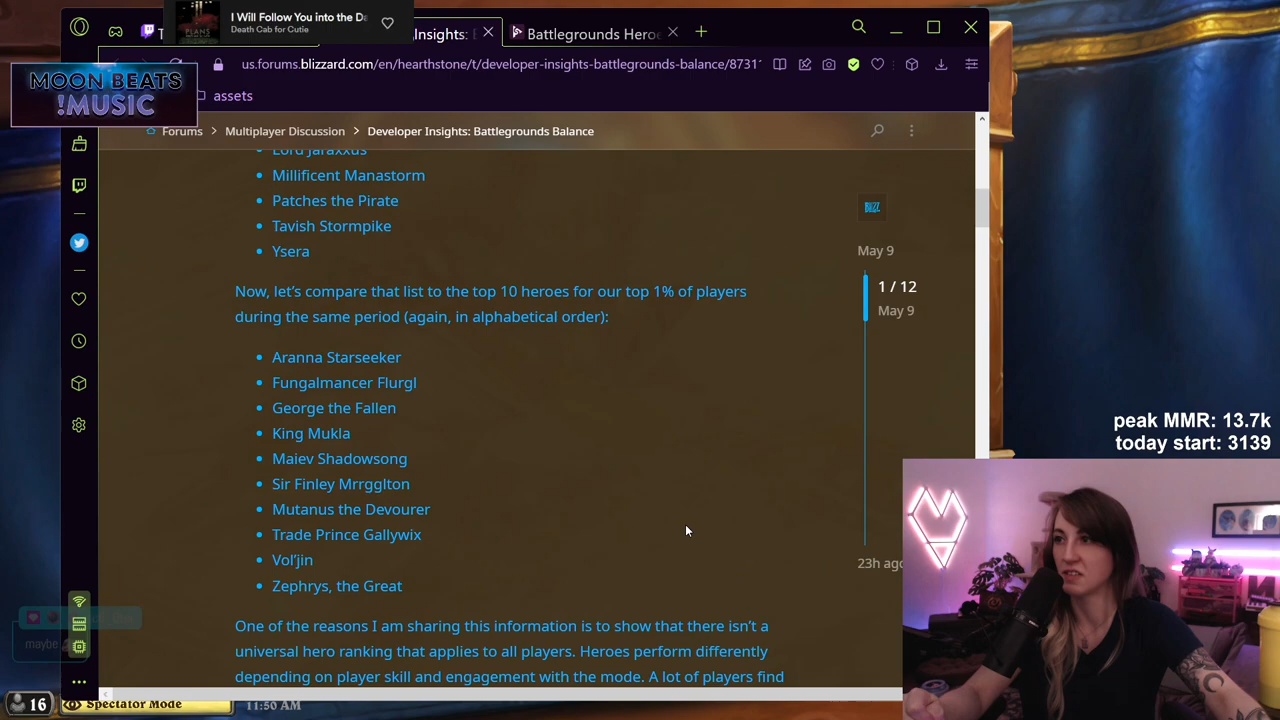 I Will Follow You into the Da
Death Cab for Cutie
Insights:
Battlegrounds Hero
us.forums.blizzard.com/en/hearthstone/t/developer-insights-battlegrounds-balance/8731
MOON BEATS
!MUSIC
assets
Forums > Multiplayer Discussion > Developer Insights: Battlegrounds Balance
Lord Jaraxxus
Millificent Manastorm
Patches the Pirate
Tavish Stormpike
Ysera
BLIZZ
May 9
1 / 12
May 9
Now, let's compare that list to the top 10 heroes for our top 1% of players
during the same period (again, in alphabetical order):
Aranna Starseeker
Fungalmancer Flurgl
George the Fallen
King Mukla
Maiev Shadowsong
Sir Finley Mrrgglton
Mutanus the Devourer
Trade Prince Gallywix
Vol'jin
Zephrys, the Great
23h ago
peak MMR: 13.7k
today start: 3139
One of the reasons I am sharing this information is to show that there isn't a
universal hero ranking that applies to all players. Heroes perform differently
depending on player skill and engagement with the mode. A lot of players find
maybe
16
Spectator Mode
11:50 AM